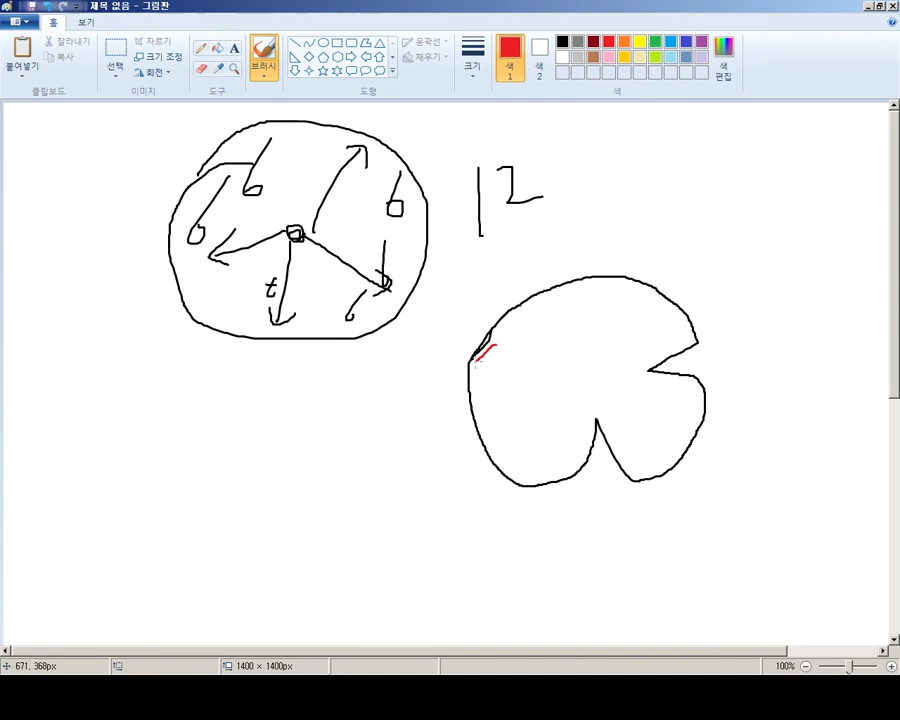 제목 없음 - 그림판
홈 보기
붙여넣기
잘라내기
복사
클립보드
선택
자르기
크기 조정
회전
이미지
A
도구
브러시
윤곽선
채우기
도형
크기
색
1
색
2
색
편집
색
12
t
671, 368px
1400 × 1400px
100%